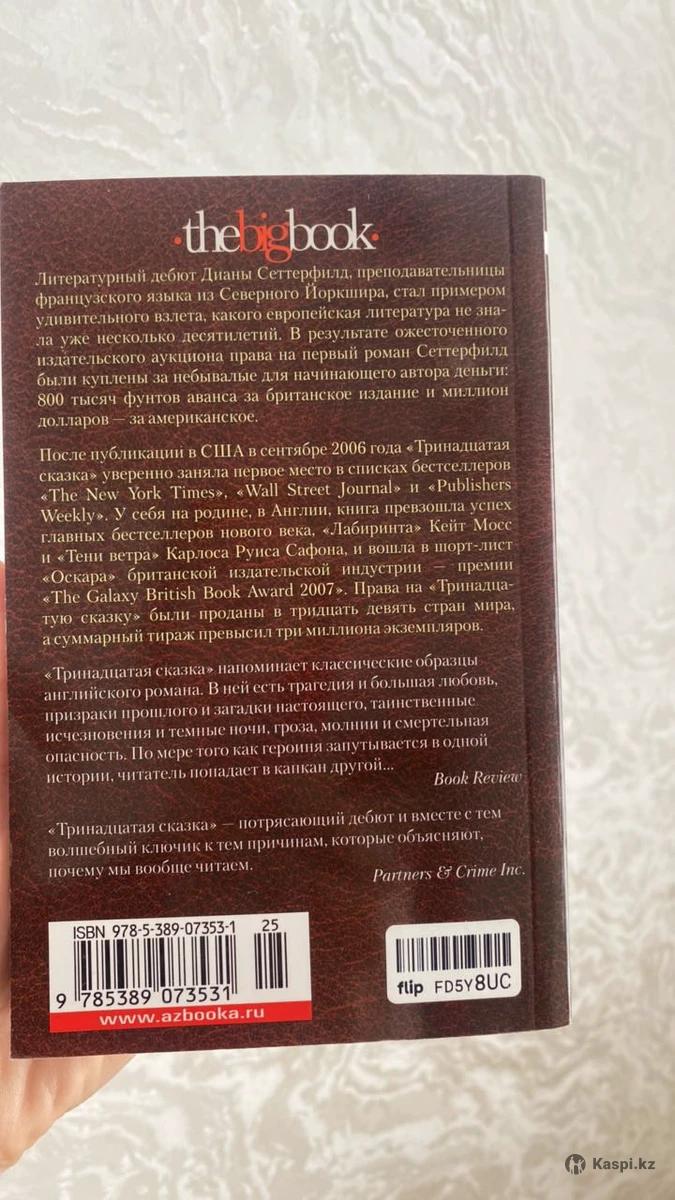 ·thebigbook·
Литературный дебют Дианы Сеттерфилд, преподавательницы
французского языка из Северного Йоркшира, стал примером
удивительного взлета, какого европейская литература не зна-
ла уже несколько десятилетий. В результате ожесточенного
издательского аукциона права на первый роман Сеттерфилд
были куплены за небывалые для начинающего автора деньги:
800 тысяч фунтов аванса за британское издание и миллион
долларов — за американское.
После публикации в США в сентябре 2006 года «Тринадцатая
сказка» уверенно заняла первое место в списках бестселлеров
«The New York Times», «Wall Street Journal» и «Publishers
Weekly». У себя на родине, в Англии, книга превзошла успех
главных бестселлеров нового века, «Лабиринта» Кейт Мосс
и «Тени ветра» Карлоса Руиса Сафона, и вошла в шорт-лист
«Оскара» британской издательской индустрии — премии
«The Galaxy British Book Award 2007». Права на «Тринадца-
тую сказку» были проданы в тридцать девять стран мира,
а суммарный тираж превысил три миллиона экземпляров.
«Тринадцатая сказка» напоминает классические образцы
английского романа. В ней есть трагедия и большая любовь,
призраки прошлого и загадки настоящего, таинственные
исчезновения и темные ночи, гроза, молнии и смертельная
опасность. По мере того как героиня запутывается в одной
истории, читатель попадает в капкан другой...
Book Review
«Тринадцатая сказка» — потрясающий дебют и вместе с тем
волшебный ключик к тем причинам, которые объясняют,
почему мы вообще читаем.
Partners & Crime Inc.
ISBN 978-5-389-07353-1 25
9 785389 073531
www.azbooka.ru
flip FD5Y8UC
Kaspi.kz